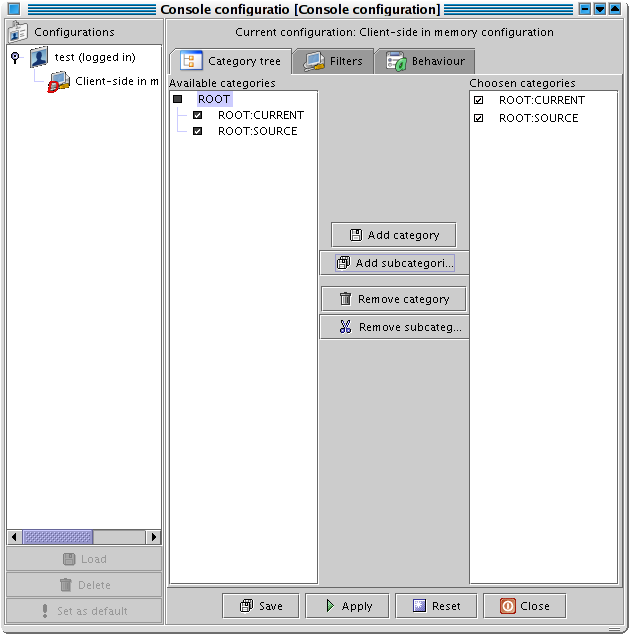 Console configuratio [Console configuration]
Configurations
Current configuration: Client-side in memory configuration
test (logged in)
Client-side in m
Category tree
Filters
Behaviour
Available categories
Choosen categories
ROOT
ROOT:CURRENT
ROOT:SOURCE
ROOT:CURRENT
ROOT:SOURCE
Add category
Add subcategori...
Remove category
Remove subcateg...
Load
Delete
Set as default
Save
Apply
Reset
Close